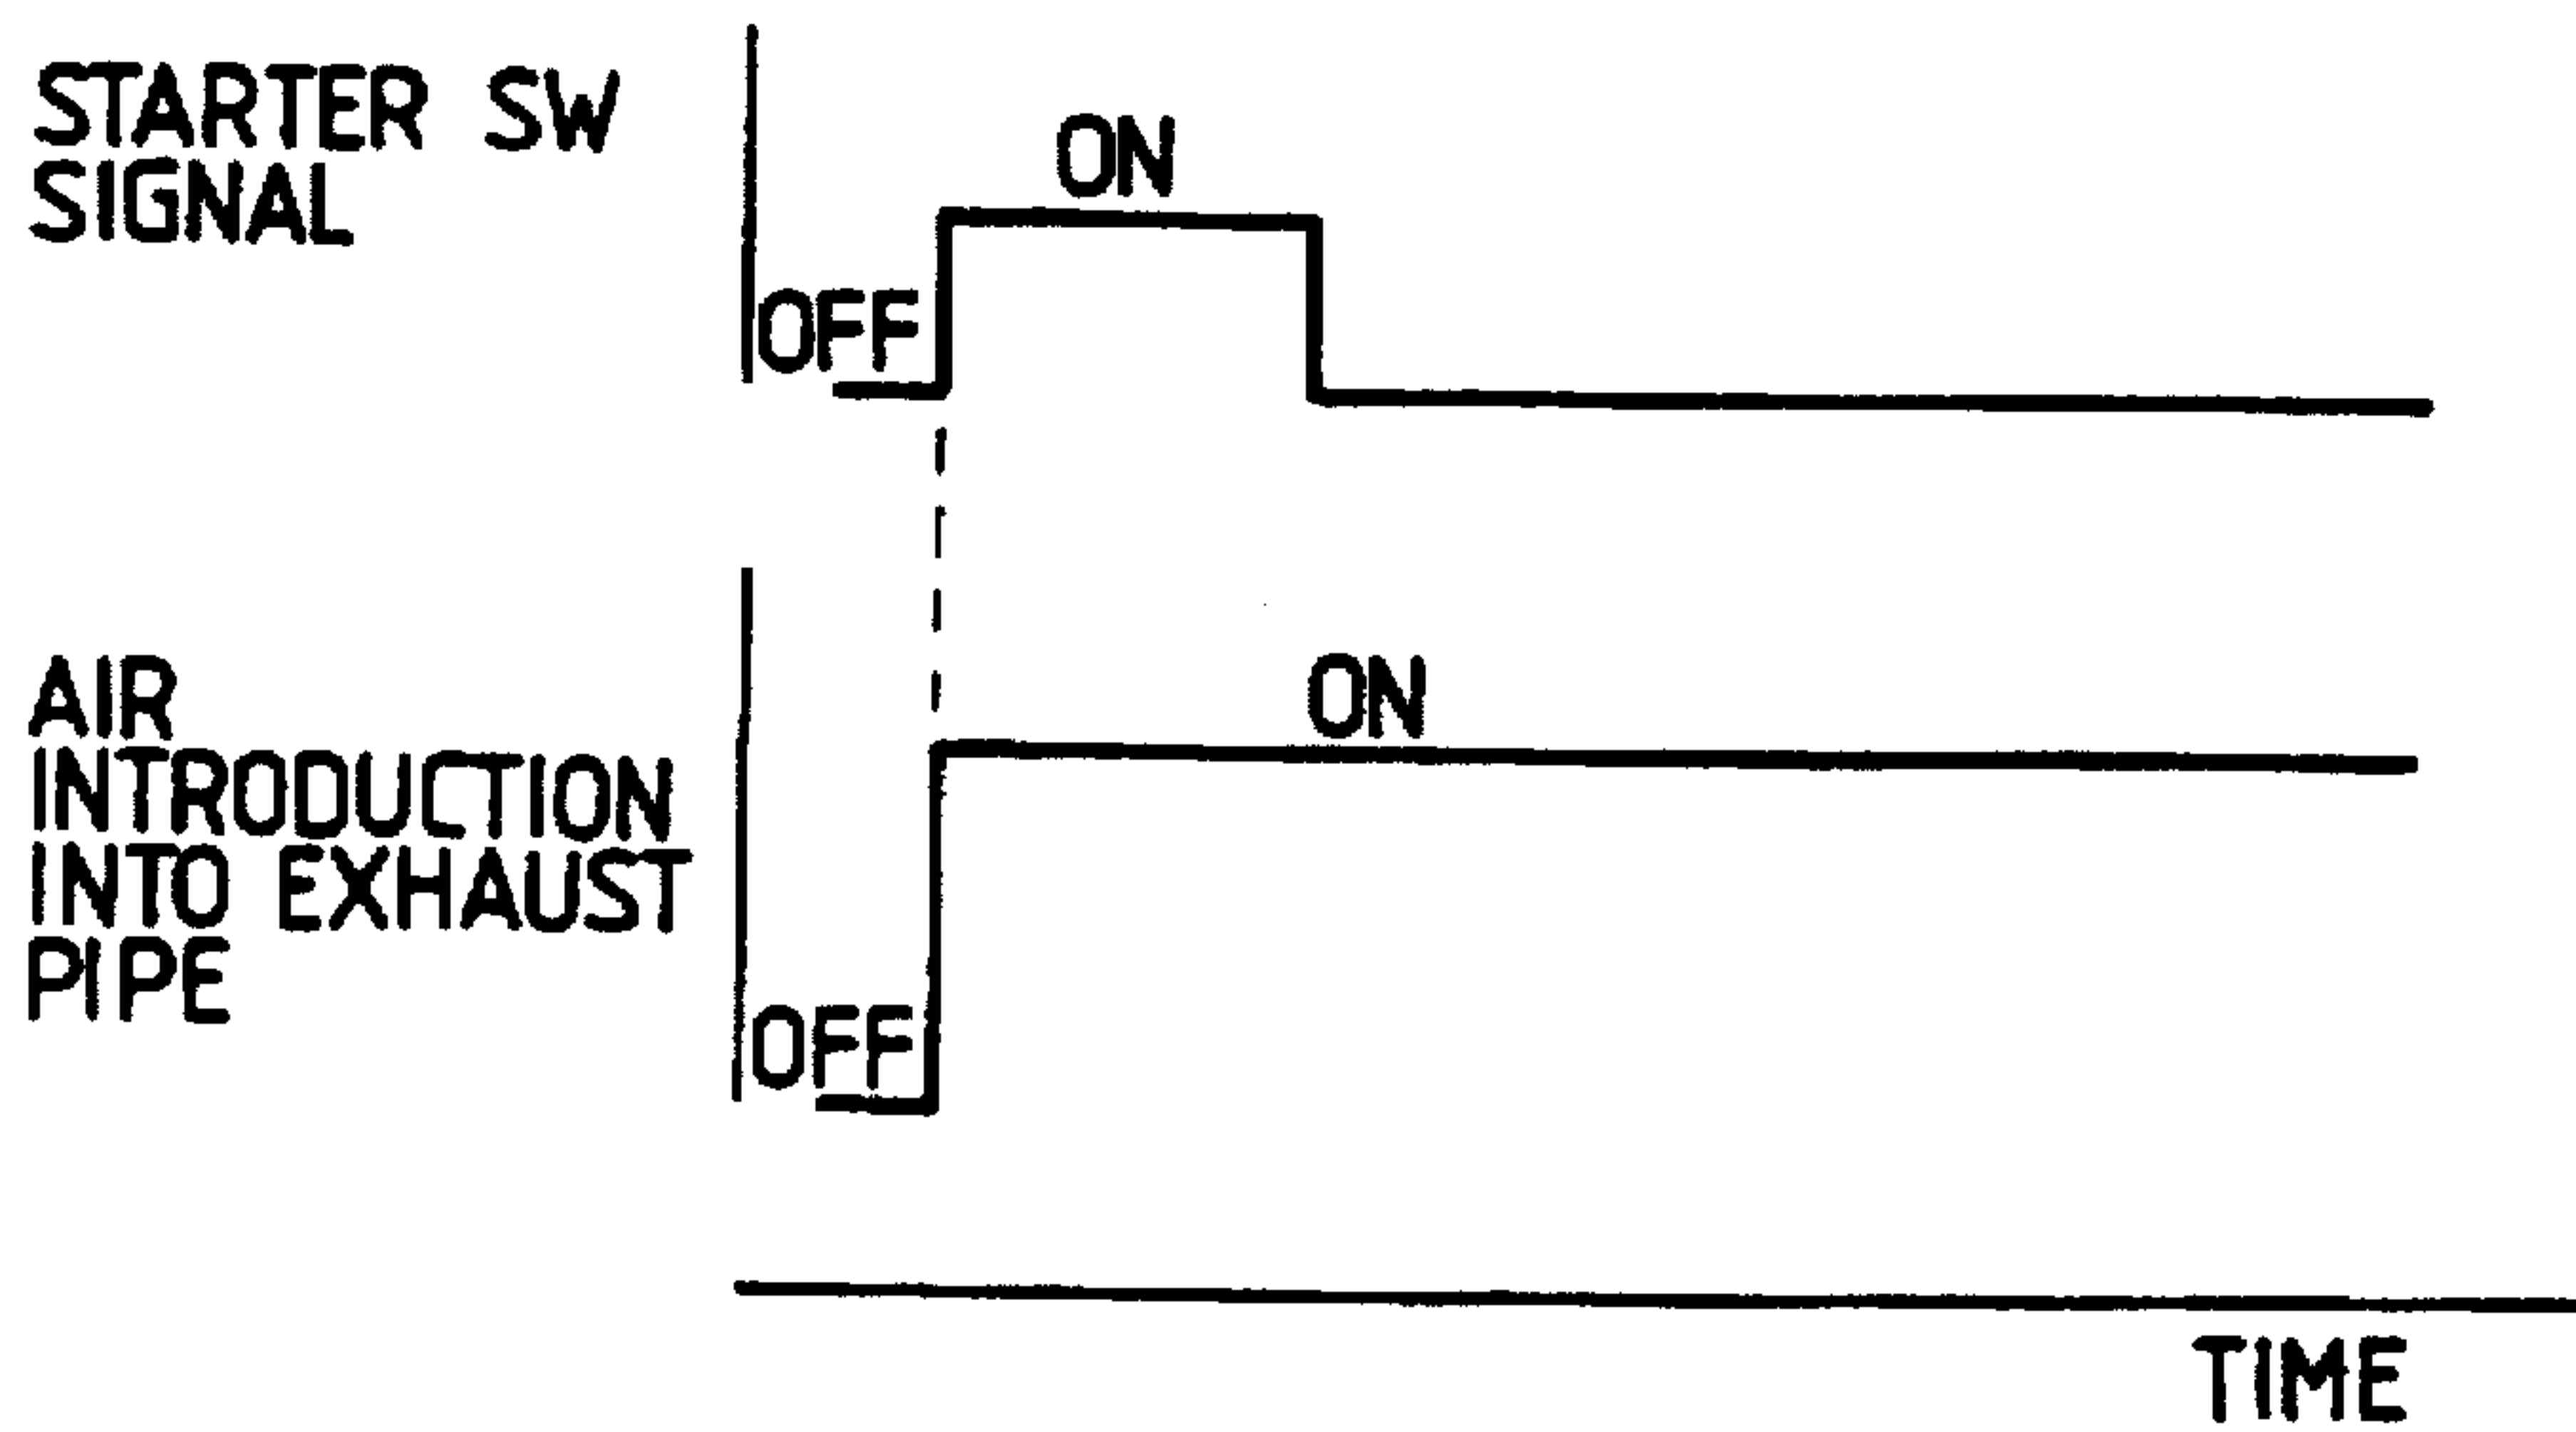 STARTER SW
SIGNAL
ON
OFF
AIR
INTRODUCTION
INTO EXHAUST
PIPE
ON
OFF
TIME